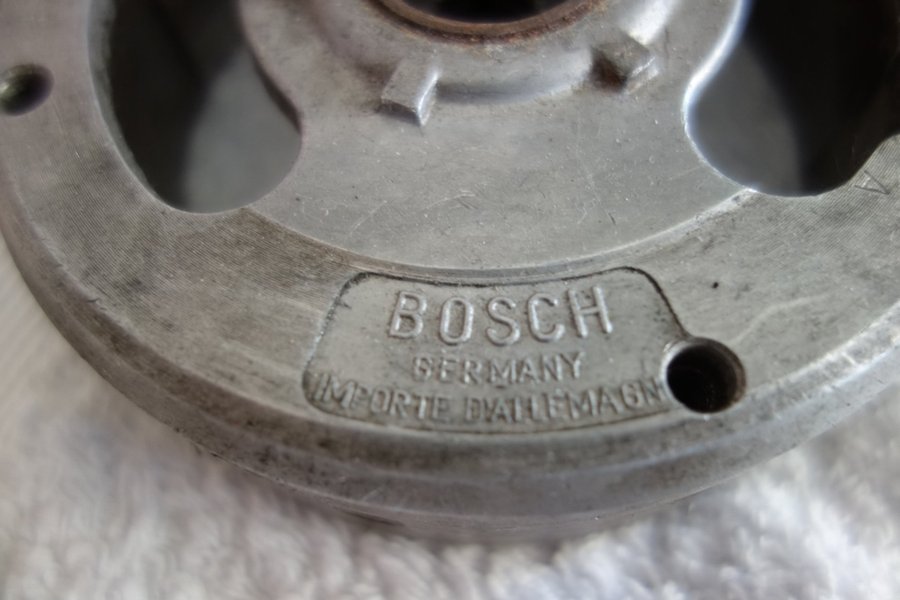 BOSCH
GERMANY
IMPORTE D'ALLEMAGN